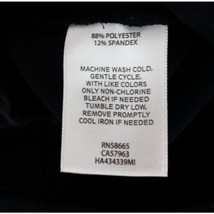 88% POLYESTER
12% SPANDEX
MACHINE WASH COLD,
GENTLE CYCLE,
WITH LIKE COLORS
ONLY NON-CHLORINE
BLEACH IF NEEDED
TUMBLE DRY LOW.
REMOVE PROMPTLY
COOL IRON IF NEEDED
RN58665
CA57963
HA434339MI